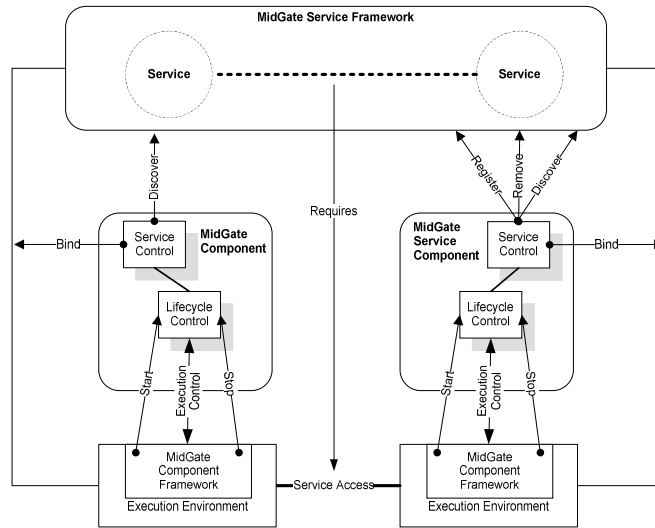 MidGate Service Framework
Service
Service
Discover
Register
Remove
Discover
Requires
MidGate
Component
Service
Control
Bind
MidGate
Service
Component
Service
Control
Bind
Lifecycle
Control
Lifecycle
Control
Start
Execution
Control
Stop
Start
Execution
Control
Stop
MidGate
Component
Framework
Execution Environment
Service Access
MidGate
Component
Framework
Execution Environment